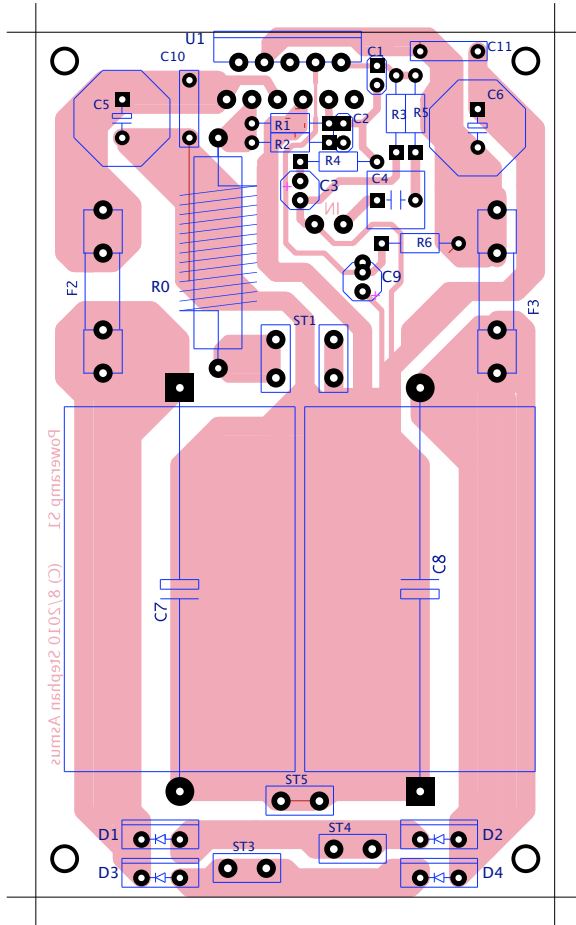 U1
C10
C1
C11
C5
C6
R1
C2
R3
R5
R2
R4
C3
C4
IN
R6
C9
F2
R0
F3
ST1
Poweramp S1 (C) 8/2010 Stephan Asmus
C7
C8
ST5
D1
ST4
D2
ST3
D3
D4